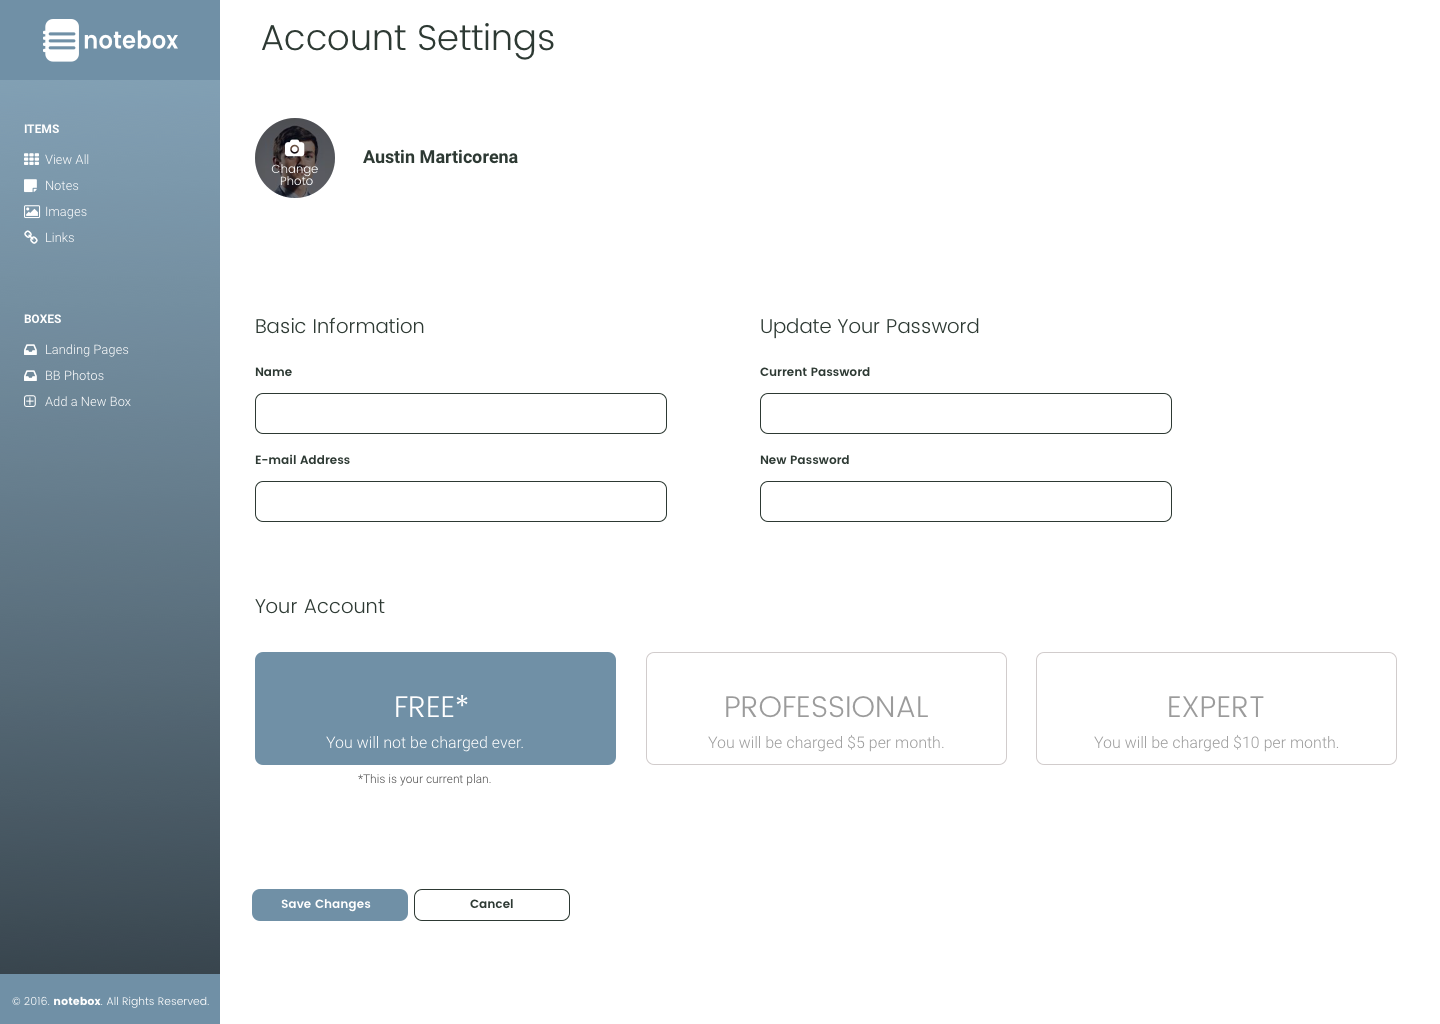 notebox
ITEMS
View All
Notes
Images
Links
BOXES
Landing Pages
BB Photos
Add a New Box
© 2016. notebox. All Rights Reserved.
Account Settings
Change
Photo
Austin Marticorena
Basic Information
Name
E-mail Address
Update Your Password
Current Password
New Password
Your Account
FREE*
You will not be charged ever.
*This is your current plan.
PROFESSIONAL
You will be charged $5 per month.
EXPERT
You will be charged $10 per month.
Save Changes
Cancel